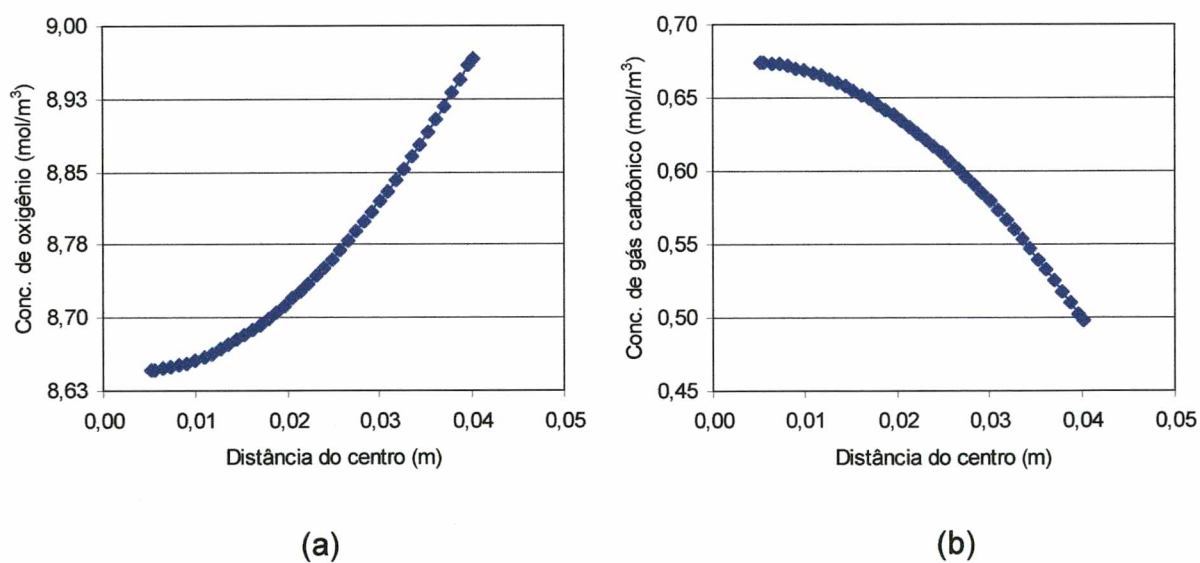 Conc. de oxigênio (mol/m³)
9,00
8,93
8,85
8,78
8,70
8,63
0,00 0,01 0,02 0,03 0,04 0,05
Distância do centro (m)
(a)
Conc. de gás carbônico (mol/m³)
0,70
0,65
0,60
0,55
0,50
0,45
0,00 0,01 0,02 0,03 0,04 0,05
Distância do centro (m)
(b)